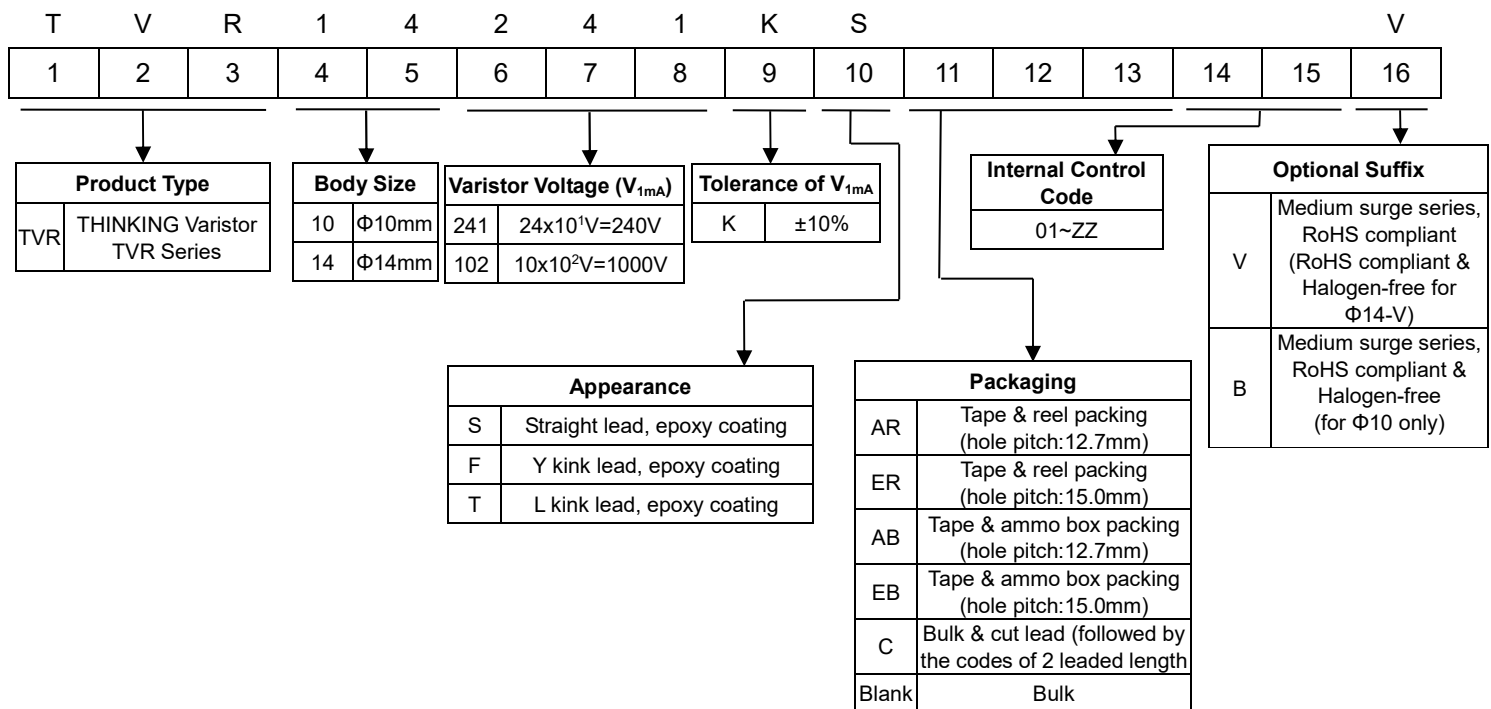 T V R 1 4 2 4 1 K S V
1 2 3 4 5 6 7 8 9 10 11 12 13 14 15 16
Product Type
TVR THINKING Varistor
TVR Series
Body Size
10 Φ10mm
14 Φ14mm
Varistor Voltage (V1mA)
241 24x10¹V=240V
102 10x10²V=1000V
Tolerance of V1mA
K ±10%
Internal Control
Code
01~ZZ
Optional Suffix
V Medium surge series,
RoHS compliant
(RoHS compliant &
Halogen-free for
Φ14-V)
B Medium surge series,
RoHS compliant &
Halogen-free
(for Φ10 only)
Appearance
S Straight lead, epoxy coating
F Y kink lead, epoxy coating
T L kink lead, epoxy coating
Packaging
AR Tape & reel packing
(hole pitch:12.7mm)
ER Tape & reel packing
(hole pitch:15.0mm)
AB Tape & ammo box packing
(hole pitch:12.7mm)
EB Tape & ammo box packing
(hole pitch:15.0mm)
C Bulk & cut lead (followed by
the codes of 2 leaded length
Blank Bulk